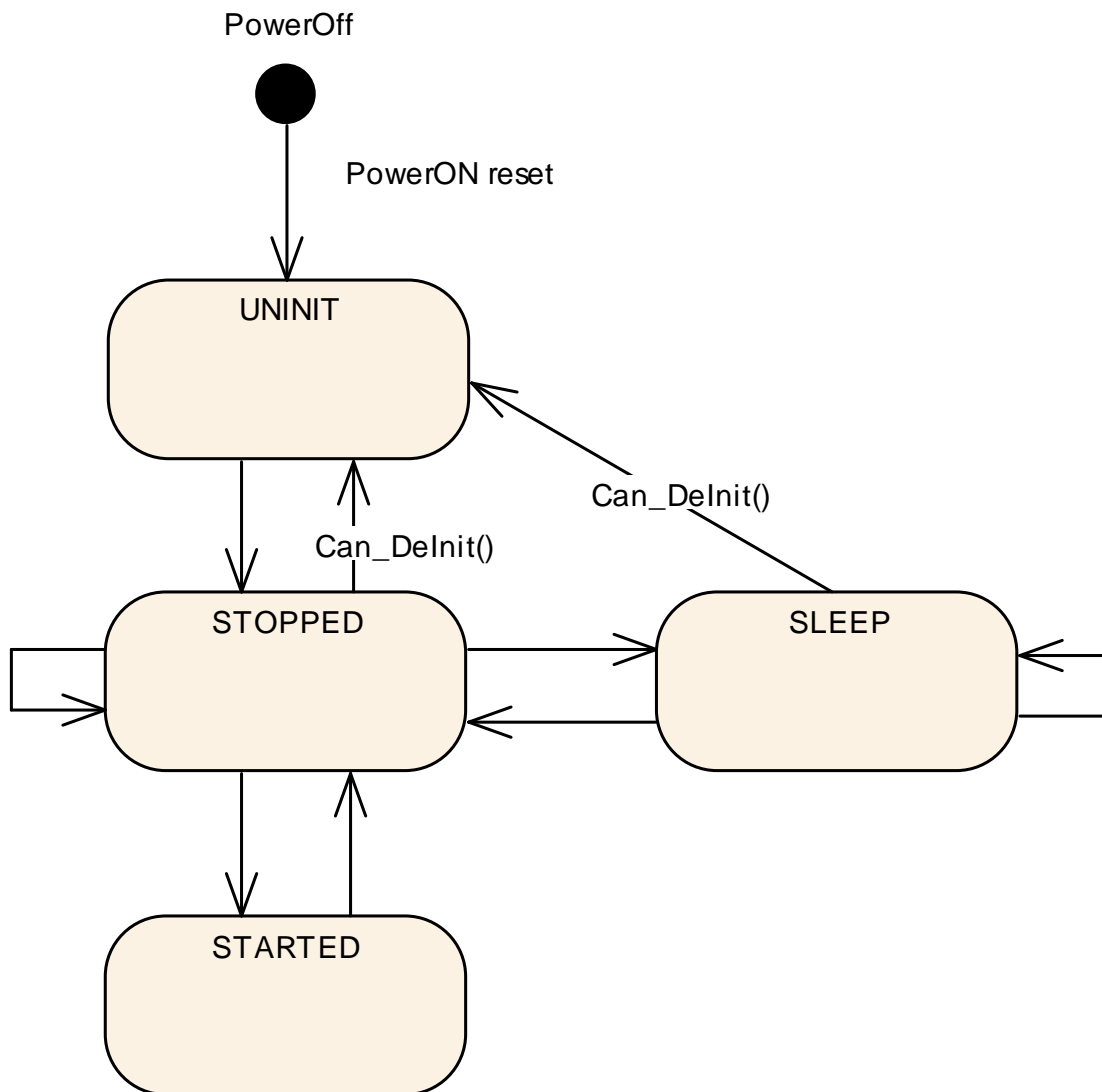 PowerOff
PowerON reset
UNINIT
Can_DeInit()
Can_DeInit()
STOPPED
SLEEP
STARTED